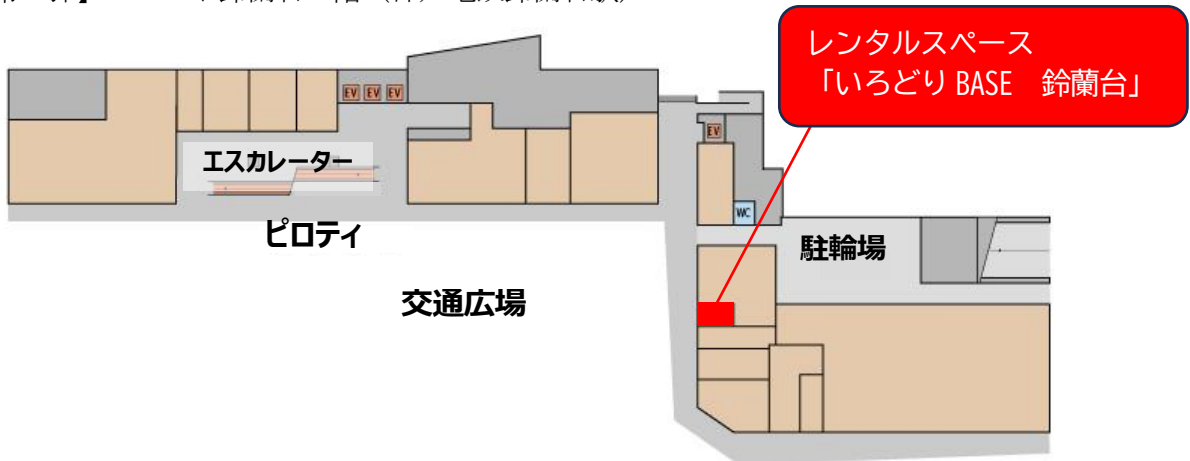 レンタルスペース
「いろどり BASE　鈴蘭台」
EV EV EV
EV
エスカレーター
WC
ピロティ
駐輪場
交通広場